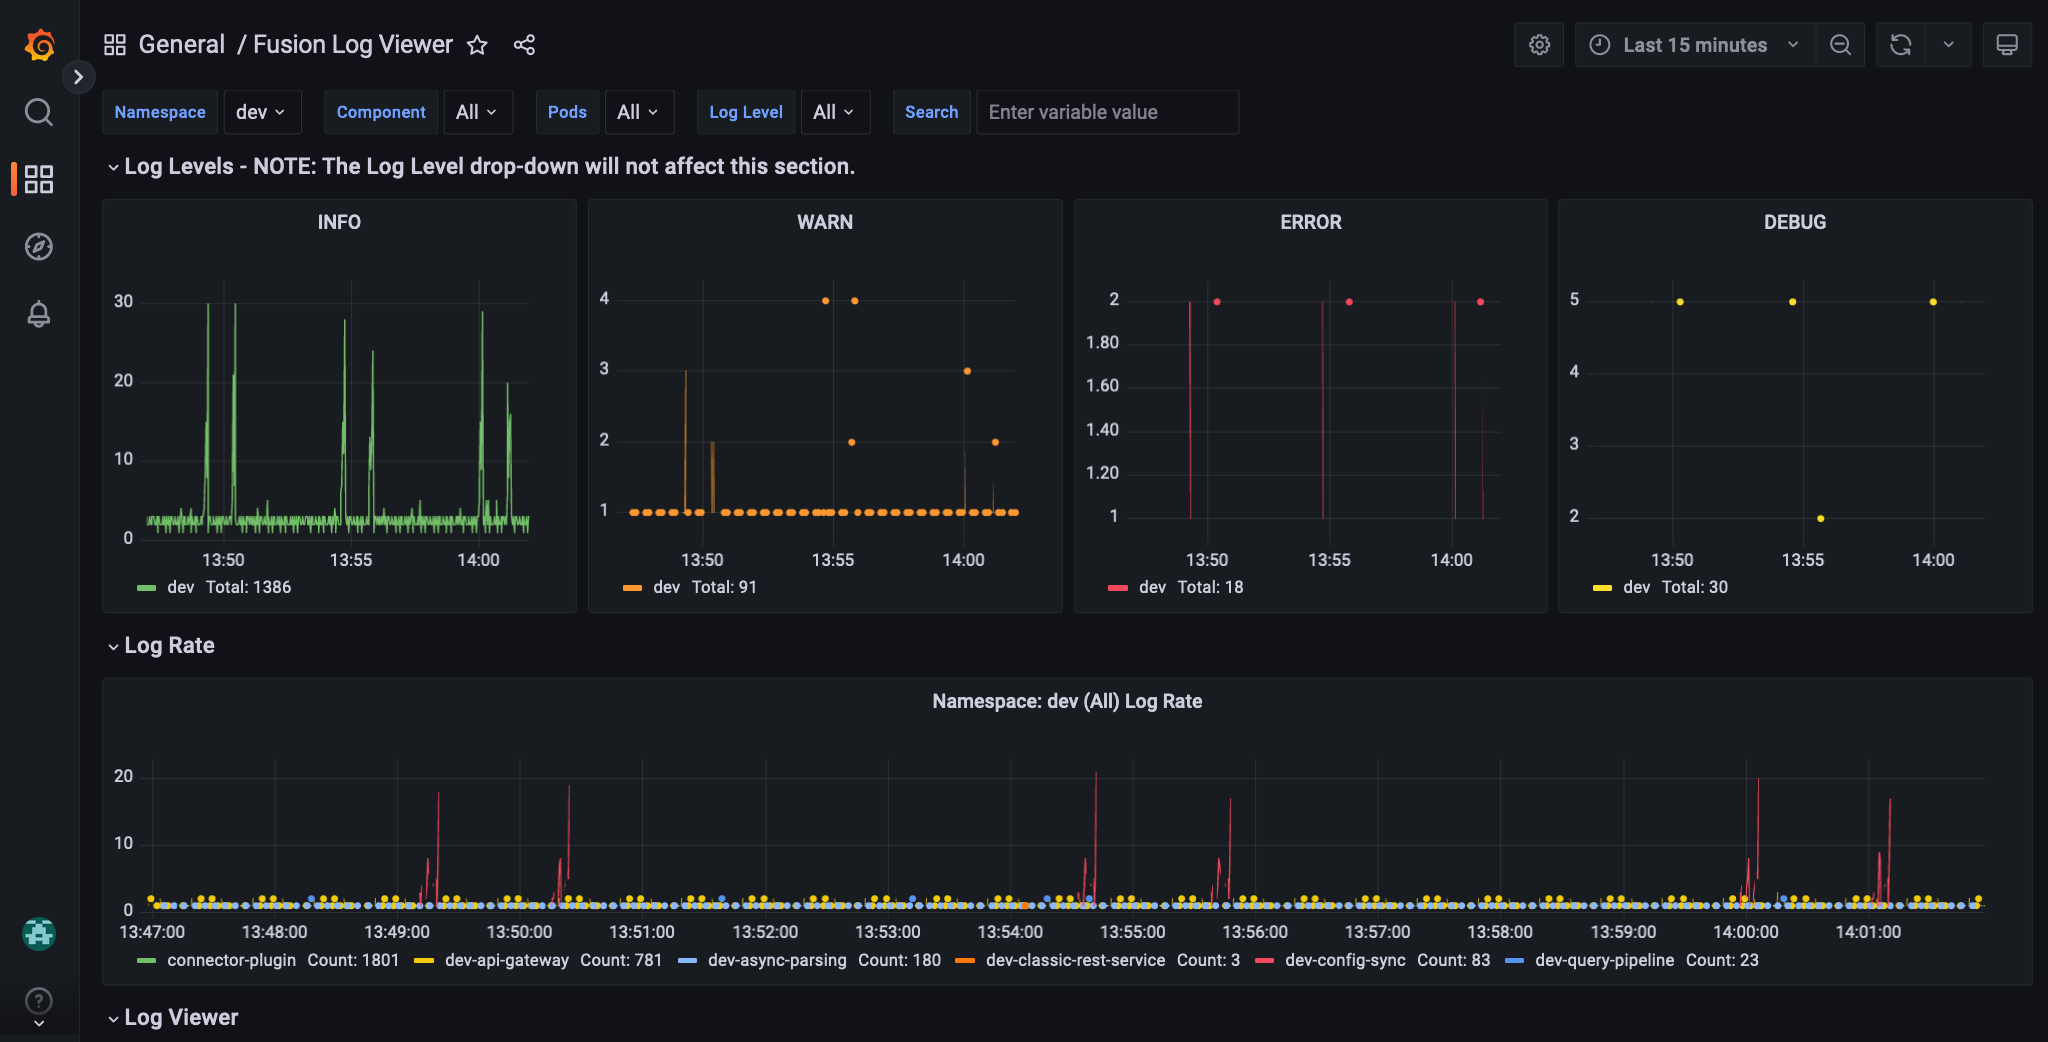 General / Fusion Log Viewer
Last 15 minutes
Namespace dev Component All Pods All Log Level All Search Enter variable value
Log Levels - NOTE: The Log Level drop-down will not affect this section.
INFO
30
20
10
0
13:50 13:55 14:00
dev Total: 1386
WARN
4
3
2
1
13:50 13:55 14:00
dev Total: 91
ERROR
2
1.80
1.60
1.40
1.20
1
13:50 13:55 14:00
dev Total: 18
DEBUG
5
4
3
2
13:50 13:55 14:00
dev Total: 30
Log Rate
Namespace: dev (All) Log Rate
20
10
0
13:47:00 13:48:00 13:49:00 13:50:00 13:51:00 13:52:00 13:53:00 13:54:00 13:55:00 13:56:00 13:57:00 13:58:00 13:59:00 14:00:00 14:01:00
connector-plugin Count: 1801 dev-api-gateway Count: 781 dev-async-parsing Count: 180 dev-classic-rest-service Count: 3 dev-config-sync Count: 83 dev-query-pipeline Count: 23
Log Viewer